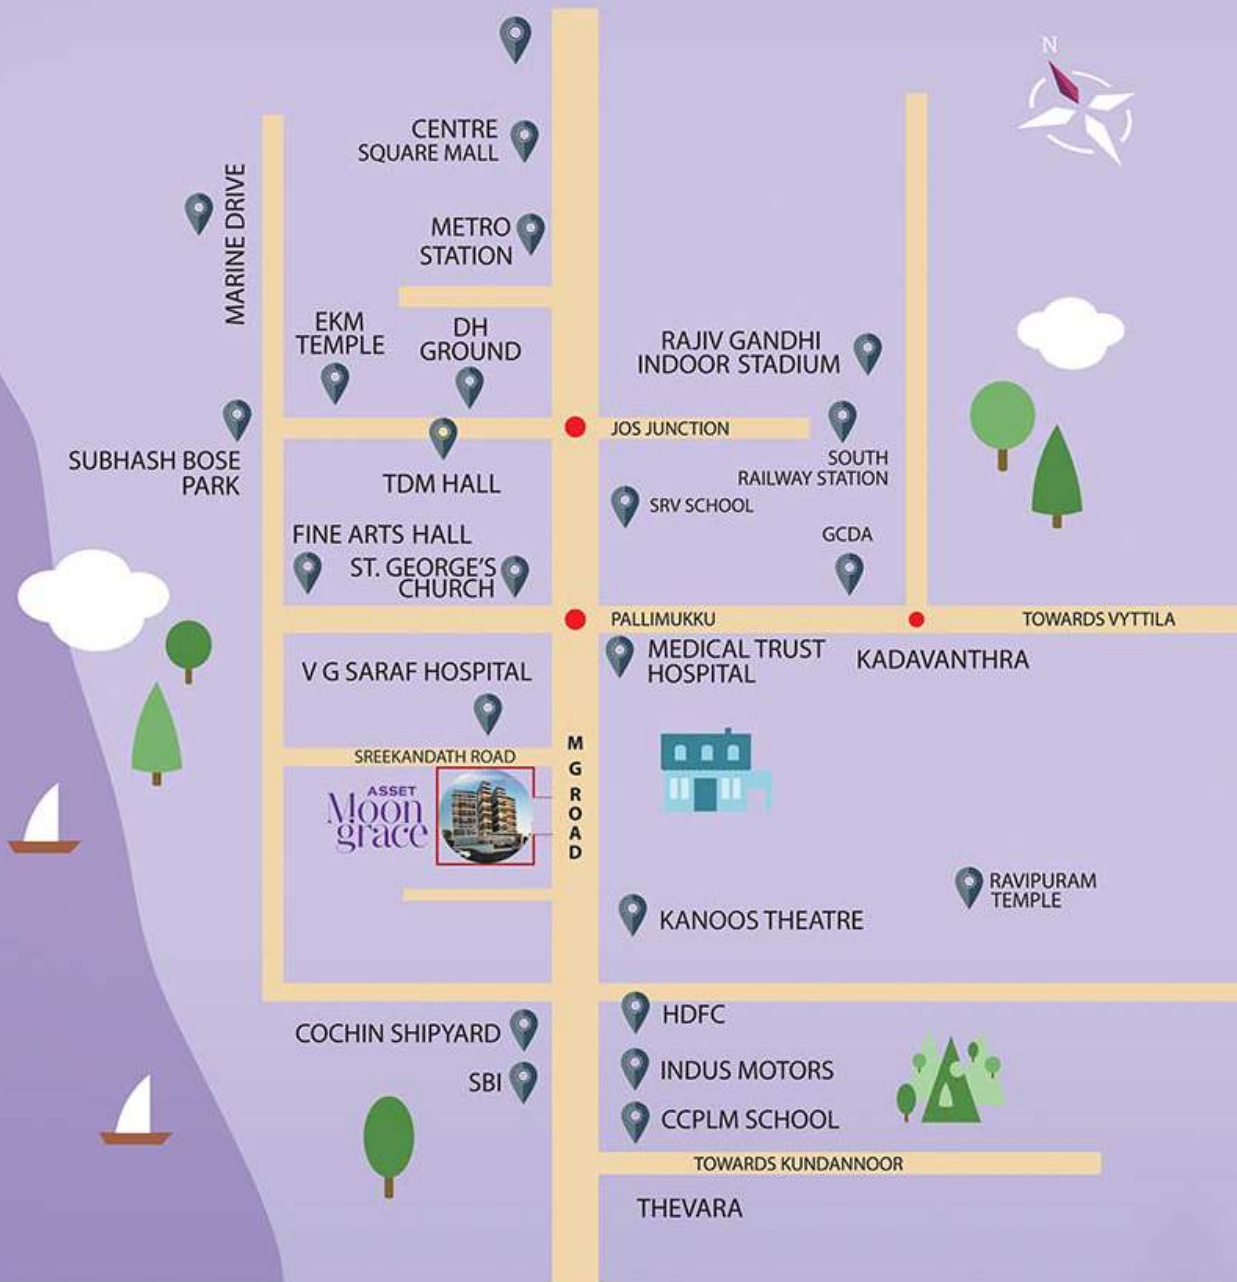 N
CENTRE
SQUARE MALL
MARINE DRIVE
METRO
STATION
EKM
TEMPLE
DH
GROUND
RAJIV GANDHI
INDOOR STADIUM
JOS JUNCTION
SUBHASH BOSE
PARK
TDM HALL
SOUTH
RAILWAY STATION
SRV SCHOOL
FINE ARTS HALL
GCDA
ST. GEORGE'S
CHURCH
PALLIMUKKU
TOWARDS VYTTILA
MEDICAL TRUST
HOSPITAL
KADAVANTHRA
V G SARAF HOSPITAL
SREEKANDATH ROAD
M G ROAD
ASSET
Moon
grace
RAVIPURAM
TEMPLE
KANOOS THEATRE
COCHIN SHIPYARD
HDFC
SBI
INDUS MOTORS
CCPLM SCHOOL
TOWARDS KUNDANNOOR
THEVARA